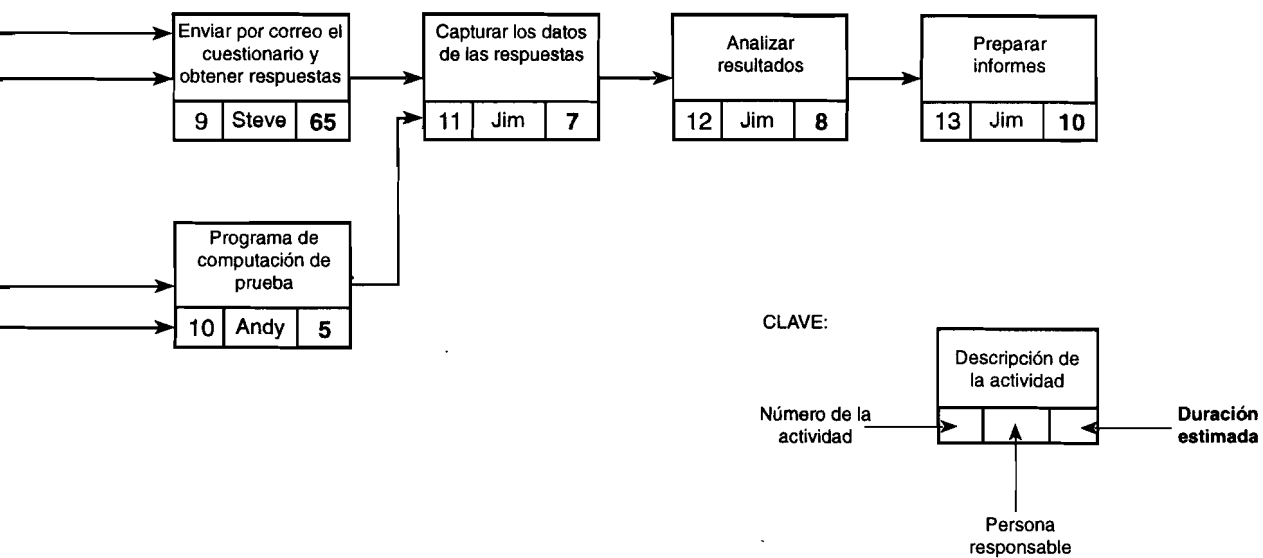 Enviar por correo el
cuestionario y
obtener respuestas
9 Steve 65
Capturar los datos
de las respuestas
11 Jim 7
Analizar
resultados
12 Jim 8
Preparar
informes
13 Jim 10
Programa de
computación de
prueba
10 Andy 5
CLAVE:
Descripción de
la actividad
Número de la
actividad
Duración
estimada
Persona
responsable